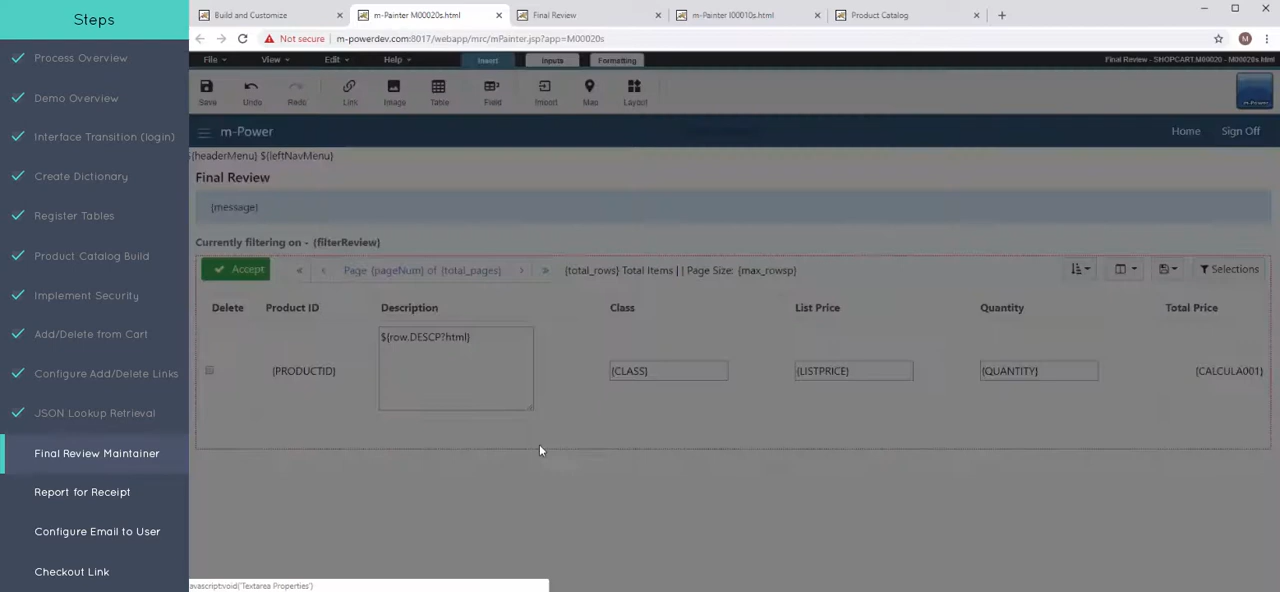 Steps
Process Overview
Demo Overview
Interface Transition (login)
Create Dictionary
Register Tables
Product Catalog Build
Implement Security
Add/Delete from Cart
Configure Add/Delete Links
JSON Lookup Retrieval
Final Review Maintainer
Report for Receipt
Configure Email to User
Checkout Link
Build and Customize
m-Painter M00020s.html
Final Review
m-Painter I00010s.html
Product Catalog
Not secure
m-powerdev.com:8017/webapp/mrc/mPainter.jsp?app=M00020s
M
File
View
Edit
Help
Insert
Inputs
Formatting
Final Review - SHOPCART.M00020 - M00020s.html
Save
Undo
Redo
Link
Image
Table
Field
Import
Map
Layout
m-Power
m-Power
Home
Sign Off
${headerMenu} ${leftNavMenu}
Final Review
{message}
Currently filtering on - {filterReview}
Accept
« ‹ Page {pageNum} of {total_pages} › » {total_rows} Total Items | | Page Size: {max_rowsp}
Selections
Delete Product ID Description Class List Price Quantity Total Price
${row.DESCP?html}
{PRODUCTID} {CLASS} {LISTPRICE} {QUANTITY} {CALCULA001}
avascript:void('Textarea Properties')